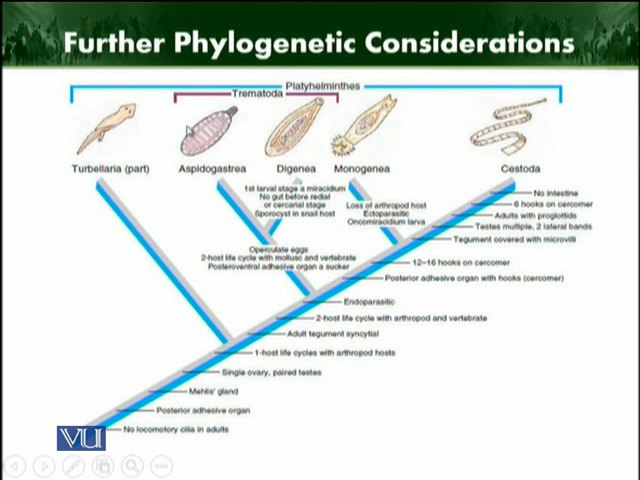 Further Phylogenetic Considerations
Platyhelminthes
Trematoda
Turbellaria (part)
Aspidogastrea
Digenea
Monogenea
Cestoda
1st larval stage a miracidium
No gut before redial
or cercarial stage
Sporocyst in snail host
Loss of arthropod host
Ectoparasitic
Oncomiracidium larva
No intestine
6 hooks on cercomer
Adults with proglottids
Testes multiple, 2 lateral bands
Tegument covered with microvilli
Operculate eggs
2-host life cycle with mollusc and vertebrate
Posteroventral adhesive organ a sucker
12–16 hooks on cercomer
Posterior adhesive organ with hooks (cercomer)
Endoparasitic
2-host life cycle with arthropod and vertebrate
Adult tegument syncytial
1-host life cycles with arthropod hosts
Single ovary, paired testes
Mehlis' gland
Posterior adhesive organ
No locomotory cilia in adults
VU